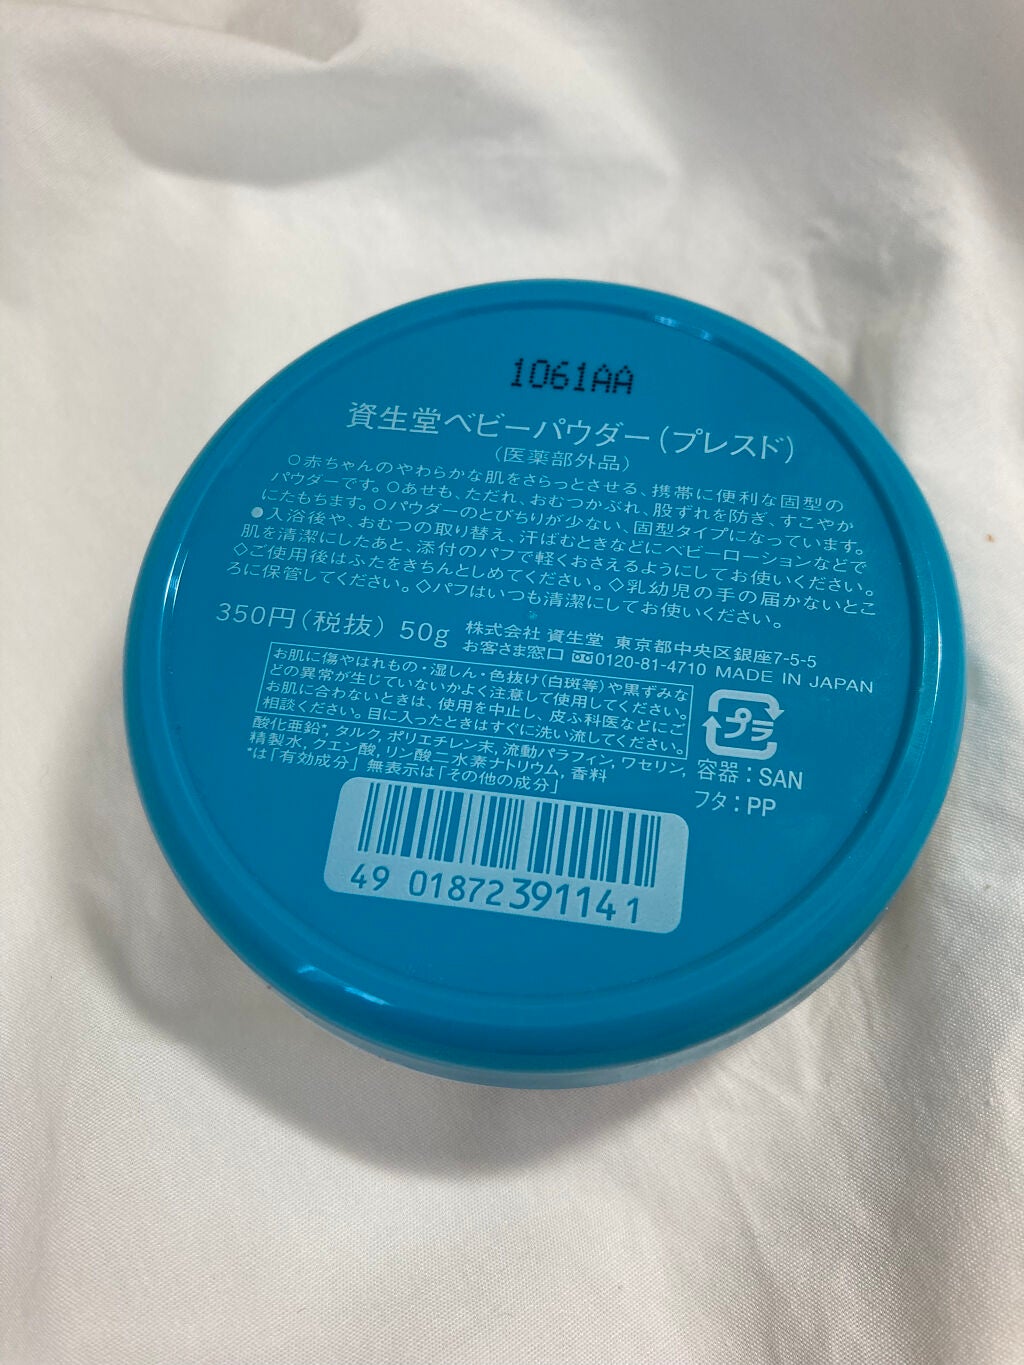 1061AA
資生堂ベビーパウダー(プレスド)
(医薬部外品)
○赤ちゃんのやわらかな肌をさらっとさせる、携帯に便利な固型の
パウダーです。○あせも、ただれ、おむつかぶれ、股ずれを防ぎ、すこやか
にたもちます。○パウダーのとびちりが少ない、固型タイプになっています。
●入浴後や、おむつの取り替え、汗ばむときなどにベビーローションなどで
肌を清潔にしたあと、添付のパフで軽くおさえるようにしてお使いください。
◇ご使用後はふたをきちんとしめてください。◇乳幼児の手の届かないとこ
ろに保管してください。◇パフはいつも清潔にしてお使いください。
350円(税抜) 50g
株式会社 資生堂 東京都中央区銀座7-5-5
お客さま窓口 0120-81-4710 MADE IN JAPAN
お肌に傷やはれもの・湿しん・色抜け(白斑等)や黒ずみな
どの異常が生じていないかよく注意して使用してください。
お肌に合わないときは、使用を中止し、皮ふ科医などにご
相談ください。目に入ったときはすぐに洗い流してください。
酸化亜鉛*, タルク, ポリエチレン末, 流動パラフィン, ワセリン,
精製水, クエン酸, リン酸二水素ナトリウム, 香料
*は「有効成分」無表示は「その他の成分」
プラ
容器：SAN
フタ：PP
49 01872 391141